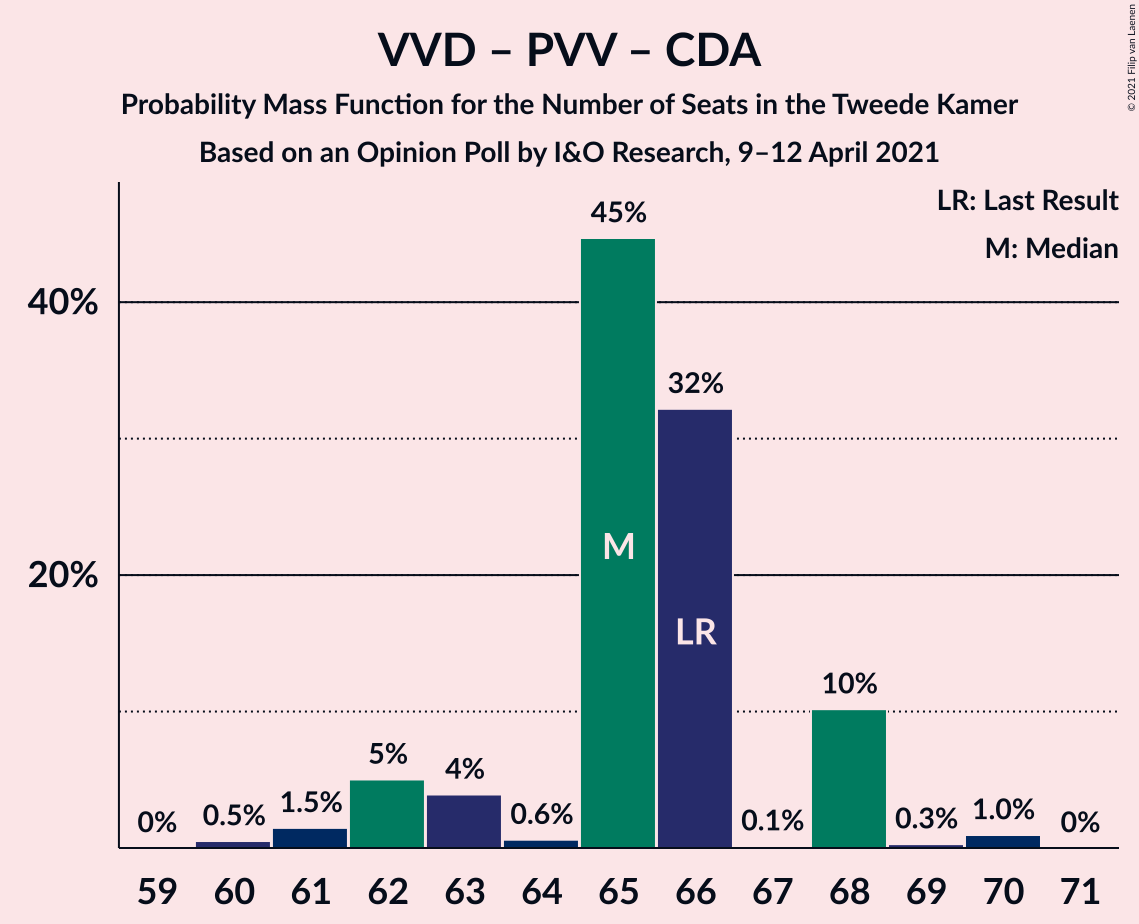 VVD – PVV – CDA
Probability Mass Function for the Number of Seats in the Tweede Kamer
Based on an Opinion Poll by I&O Research, 9–12 April 2021
© 2021 Filip van Laenen
LR: Last Result
M: Median
40%
20%
0%
0.5%
1.5%
5%
4%
0.6%
45%
32%
0.1%
10%
0.3%
1.0%
0%
M
LR
59 60 61 62 63 64 65 66 67 68 69 70 71